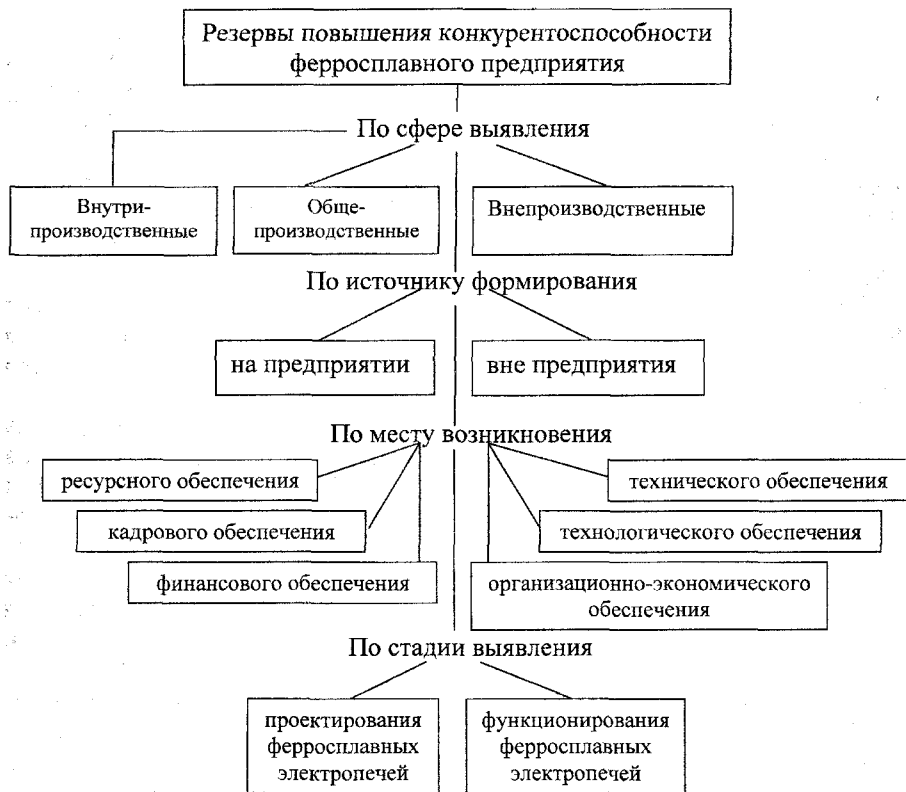 Резервы повышения конкурентоспособности
ферросплавного предприятия
По сфере выявления
Внутри-
производственные
Обще-
производственные
Внепроизводственные
По источнику формирования
на предприятии
вне предприятия
По месту возникновения
ресурсного обеспечения
технического обеспечения
кадрового обеспечения
технологического обеспечения
финансового обеспечения
организационно-экономического
обеспечения
По стадии выявления
проектирования
ферросплавных
электропечей
функционирования
ферросплавных
электропечей